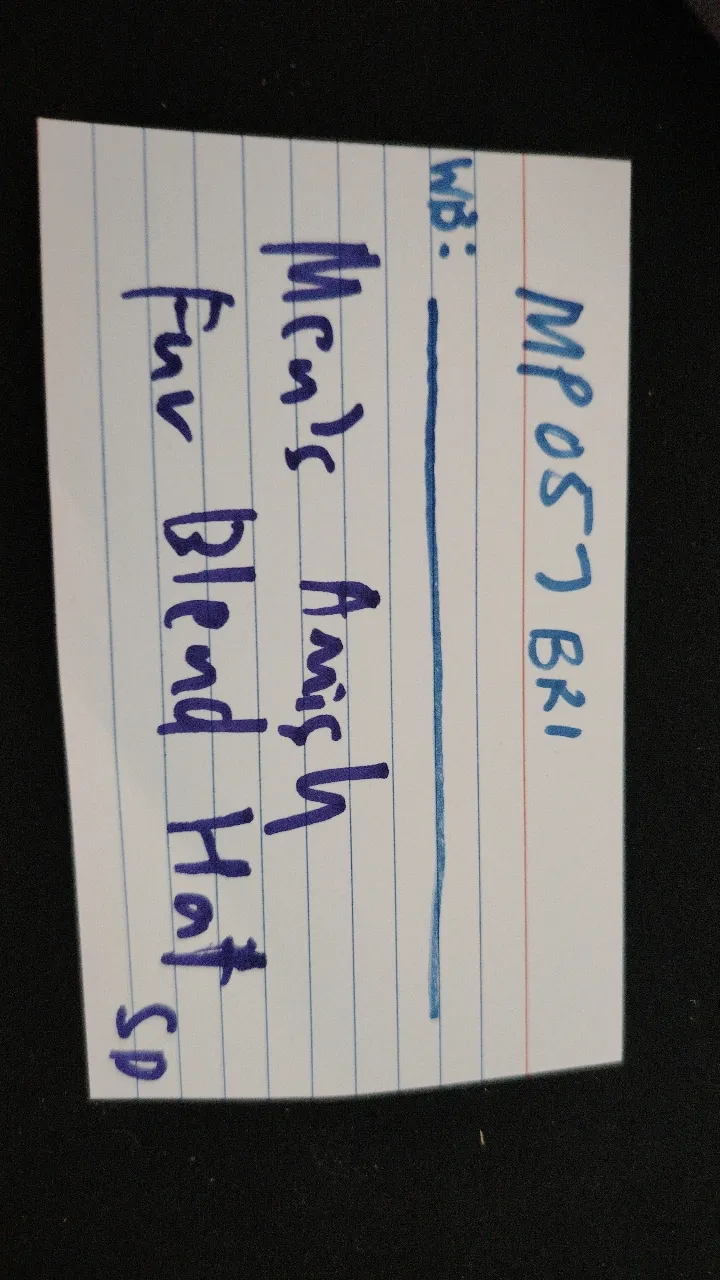 MP057 BR1
WB:
Men's Amish
Fur Blend Hat
SD